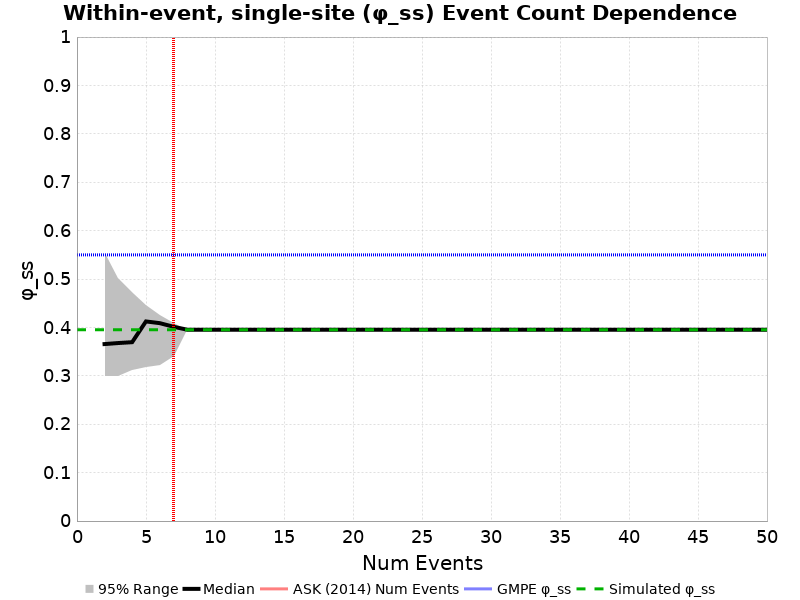 Within-event, single-site (φ_ss) Event Count Dependence
1
0.9
0.8
0.7
0.6
0.5
0.4
0.3
0.2
0.1
0
φ_ss
0 5 10 15 20 25 30 35 40 45 50
Num Events
95% Range Median ASK (2014) Num Events GMPE φ_ss Simulated φ_ss